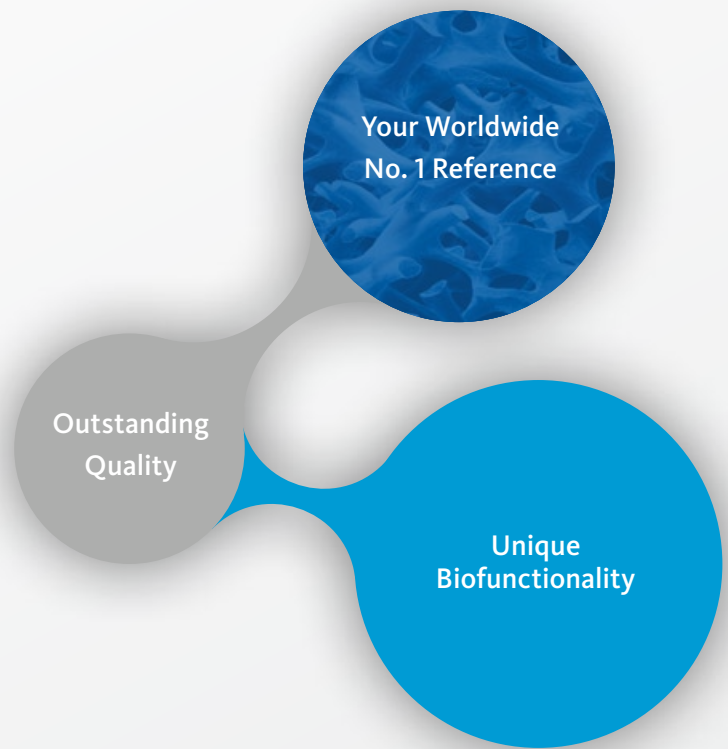 Your Worldwide
No. 1 Reference
Outstanding
Quality
Unique
Biofunctionality